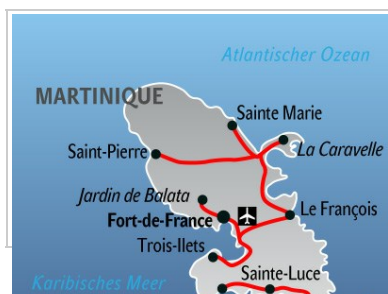 Atlantischer Ozean
MARTINIQUE
Sainte Marie
Saint-Pierre
La Caravelle
Jardin de Balata
Fort-de-France
Le François
Trois-Ilets
Sainte-Luce
Karibisches Meer